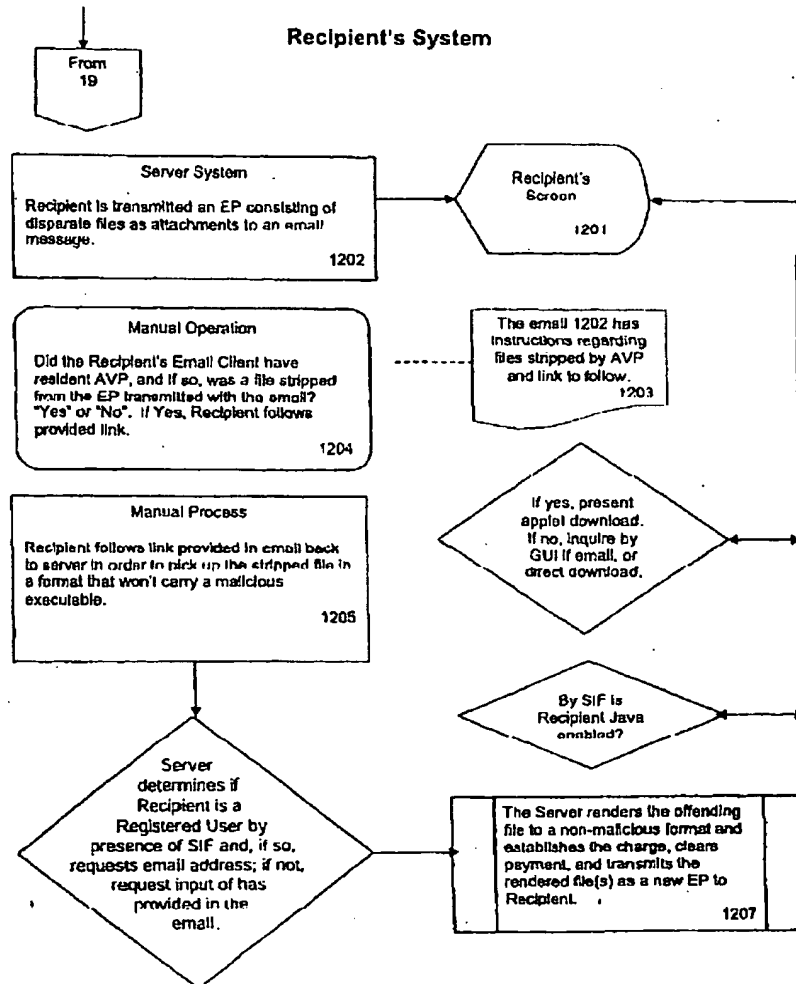 Recipient's System
From
19
Server System
Recipient is transmitted an EP consisting of
disparate files as attachments to an email
message.
1202
Recipient's
Screen
1201
Manual Operation
Did the Recipient's Email Client have
resident AVP, and if so, was a file stripped
from the EP transmitted with the email?
"Yes" or "No". If Yes, Recipient follows
provided link.
1204
The email 1202 has
instructions regarding
files stripped by AVP
and link to follow.
1203
Manual Process
Recipient follows link provided in email back
to server in order to pick up the stripped file in
a format that won't carry a malicious
executable.
1205
If yes, present
applet download.
If no, inquire by
GUI if email, or
direct download.
By SIF is
Recipient Java
enabled?
Server
determines if
Recipient is a
Registered User by
presence of SIF and, if so,
requests email address; if not,
request input of has
provided in the
email.
The Server renders the offending
file to a non-malicious format and
establishes the charge, clears
payment, and transmits the
rendered file(s) as a new EP to
Recipient.
1207